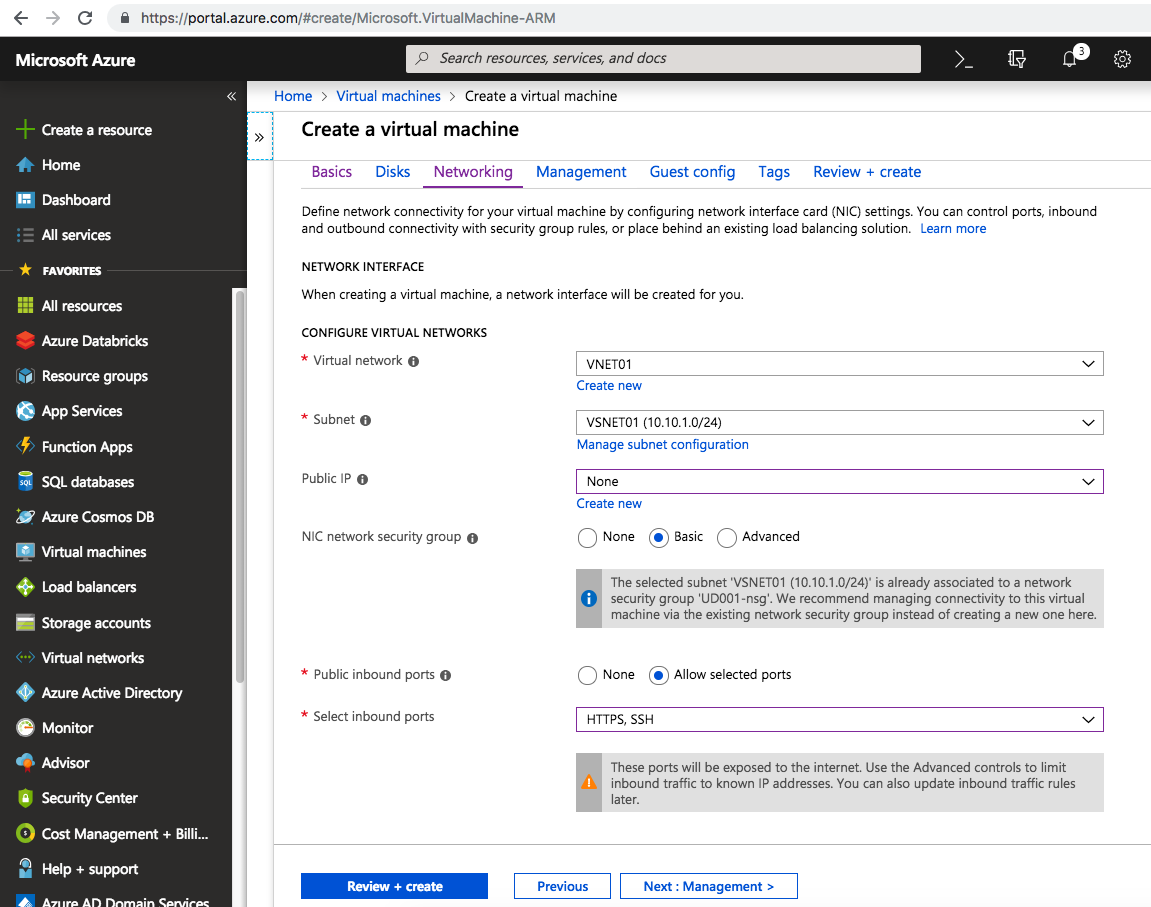 https://portal.azure.com/#create/Microsoft.VirtualMachine-ARM
Microsoft Azure
Search resources, services, and docs
3
«
Create a resource
Home
Dashboard
All services
FAVORITES
All resources
Azure Databricks
Resource groups
App Services
Function Apps
SQL
SQL databases
Azure Cosmos DB
Virtual machines
Load balancers
Storage accounts
Virtual networks
Azure Active Directory
Monitor
Advisor
Security Center
Cost Management + Billi...
Help + support
Azure AD Domain Services
Home > Virtual machines > Create a virtual machine
»
Create a virtual machine
Basics Disks Networking Management Guest config Tags Review + create
Define network connectivity for your virtual machine by configuring network interface card (NIC) settings. You can control ports, inbound
and outbound connectivity with security group rules, or place behind an existing load balancing solution. Learn more
NETWORK INTERFACE
When creating a virtual machine, a network interface will be created for you.
CONFIGURE VIRTUAL NETWORKS
* Virtual network
VNET01
Create new
* Subnet
VSNET01 (10.10.1.0/24)
Manage subnet configuration
Public IP
None
Create new
NIC network security group
None Basic Advanced
The selected subnet 'VSNET01 (10.10.1.0/24)' is already associated to a network
security group 'UD001-nsg'. We recommend managing connectivity to this virtual
machine via the existing network security group instead of creating a new one here.
* Public inbound ports
None Allow selected ports
* Select inbound ports
HTTPS, SSH
These ports will be exposed to the internet. Use the Advanced controls to limit
inbound traffic to known IP addresses. You can also update inbound traffic rules
later.
Review + create Previous Next : Management >